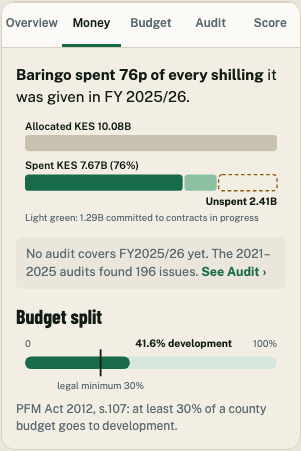 Overview Money Budget Audit Score
Baringo spent 76p of every shilling it
was given in FY 2025/26.
Allocated KES 10.08B
Spent KES 7.67B (76%)
Unspent 2.41B
Light green: 1.29B committed to contracts in progress
No audit covers FY2025/26 yet. The 2021–
2025 audits found 196 issues. See Audit ›
Budget split
0 41.6% development 100%
legal minimum 30%
PFM Act 2012, s.107: at least 30% of a county
budget goes to development.